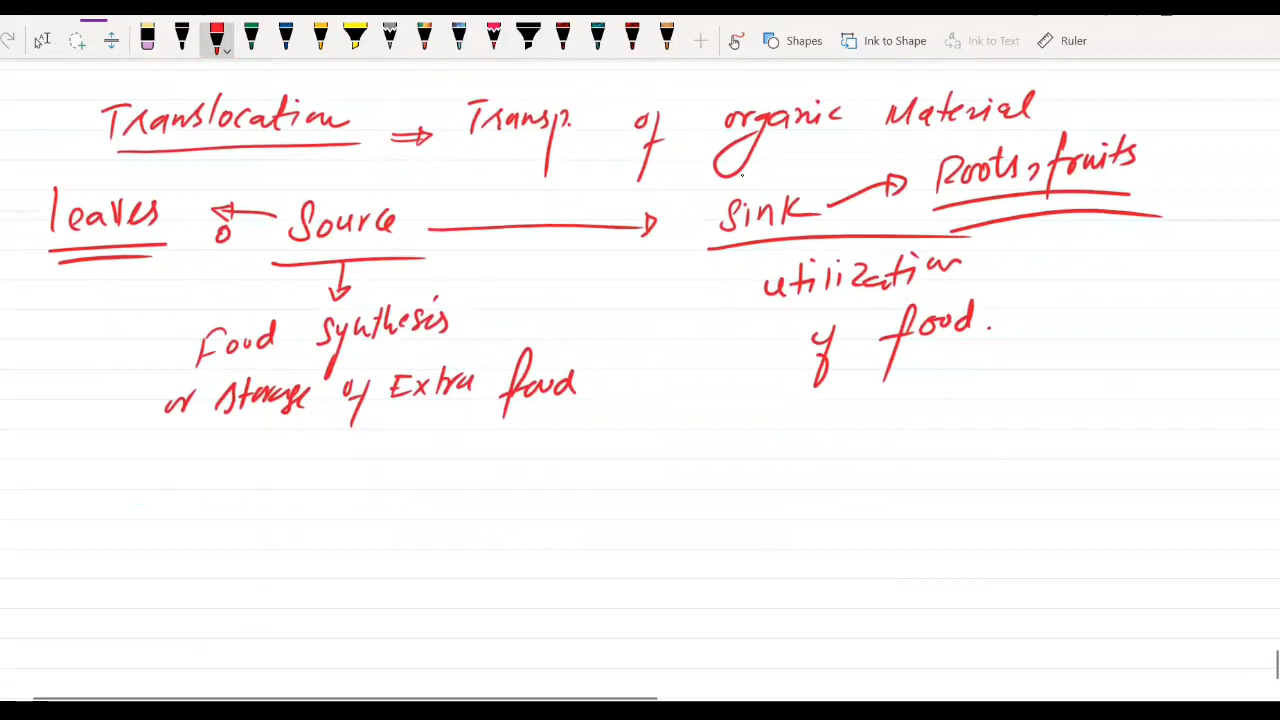 Shapes Ink to Shape Ink to Text Ruler
Translocation ⇒ Transp. of organic Material
leaves ← Source → Sink → Roots, fruits
Food Synthesis
or Storage of Extra food
utilization
of food.